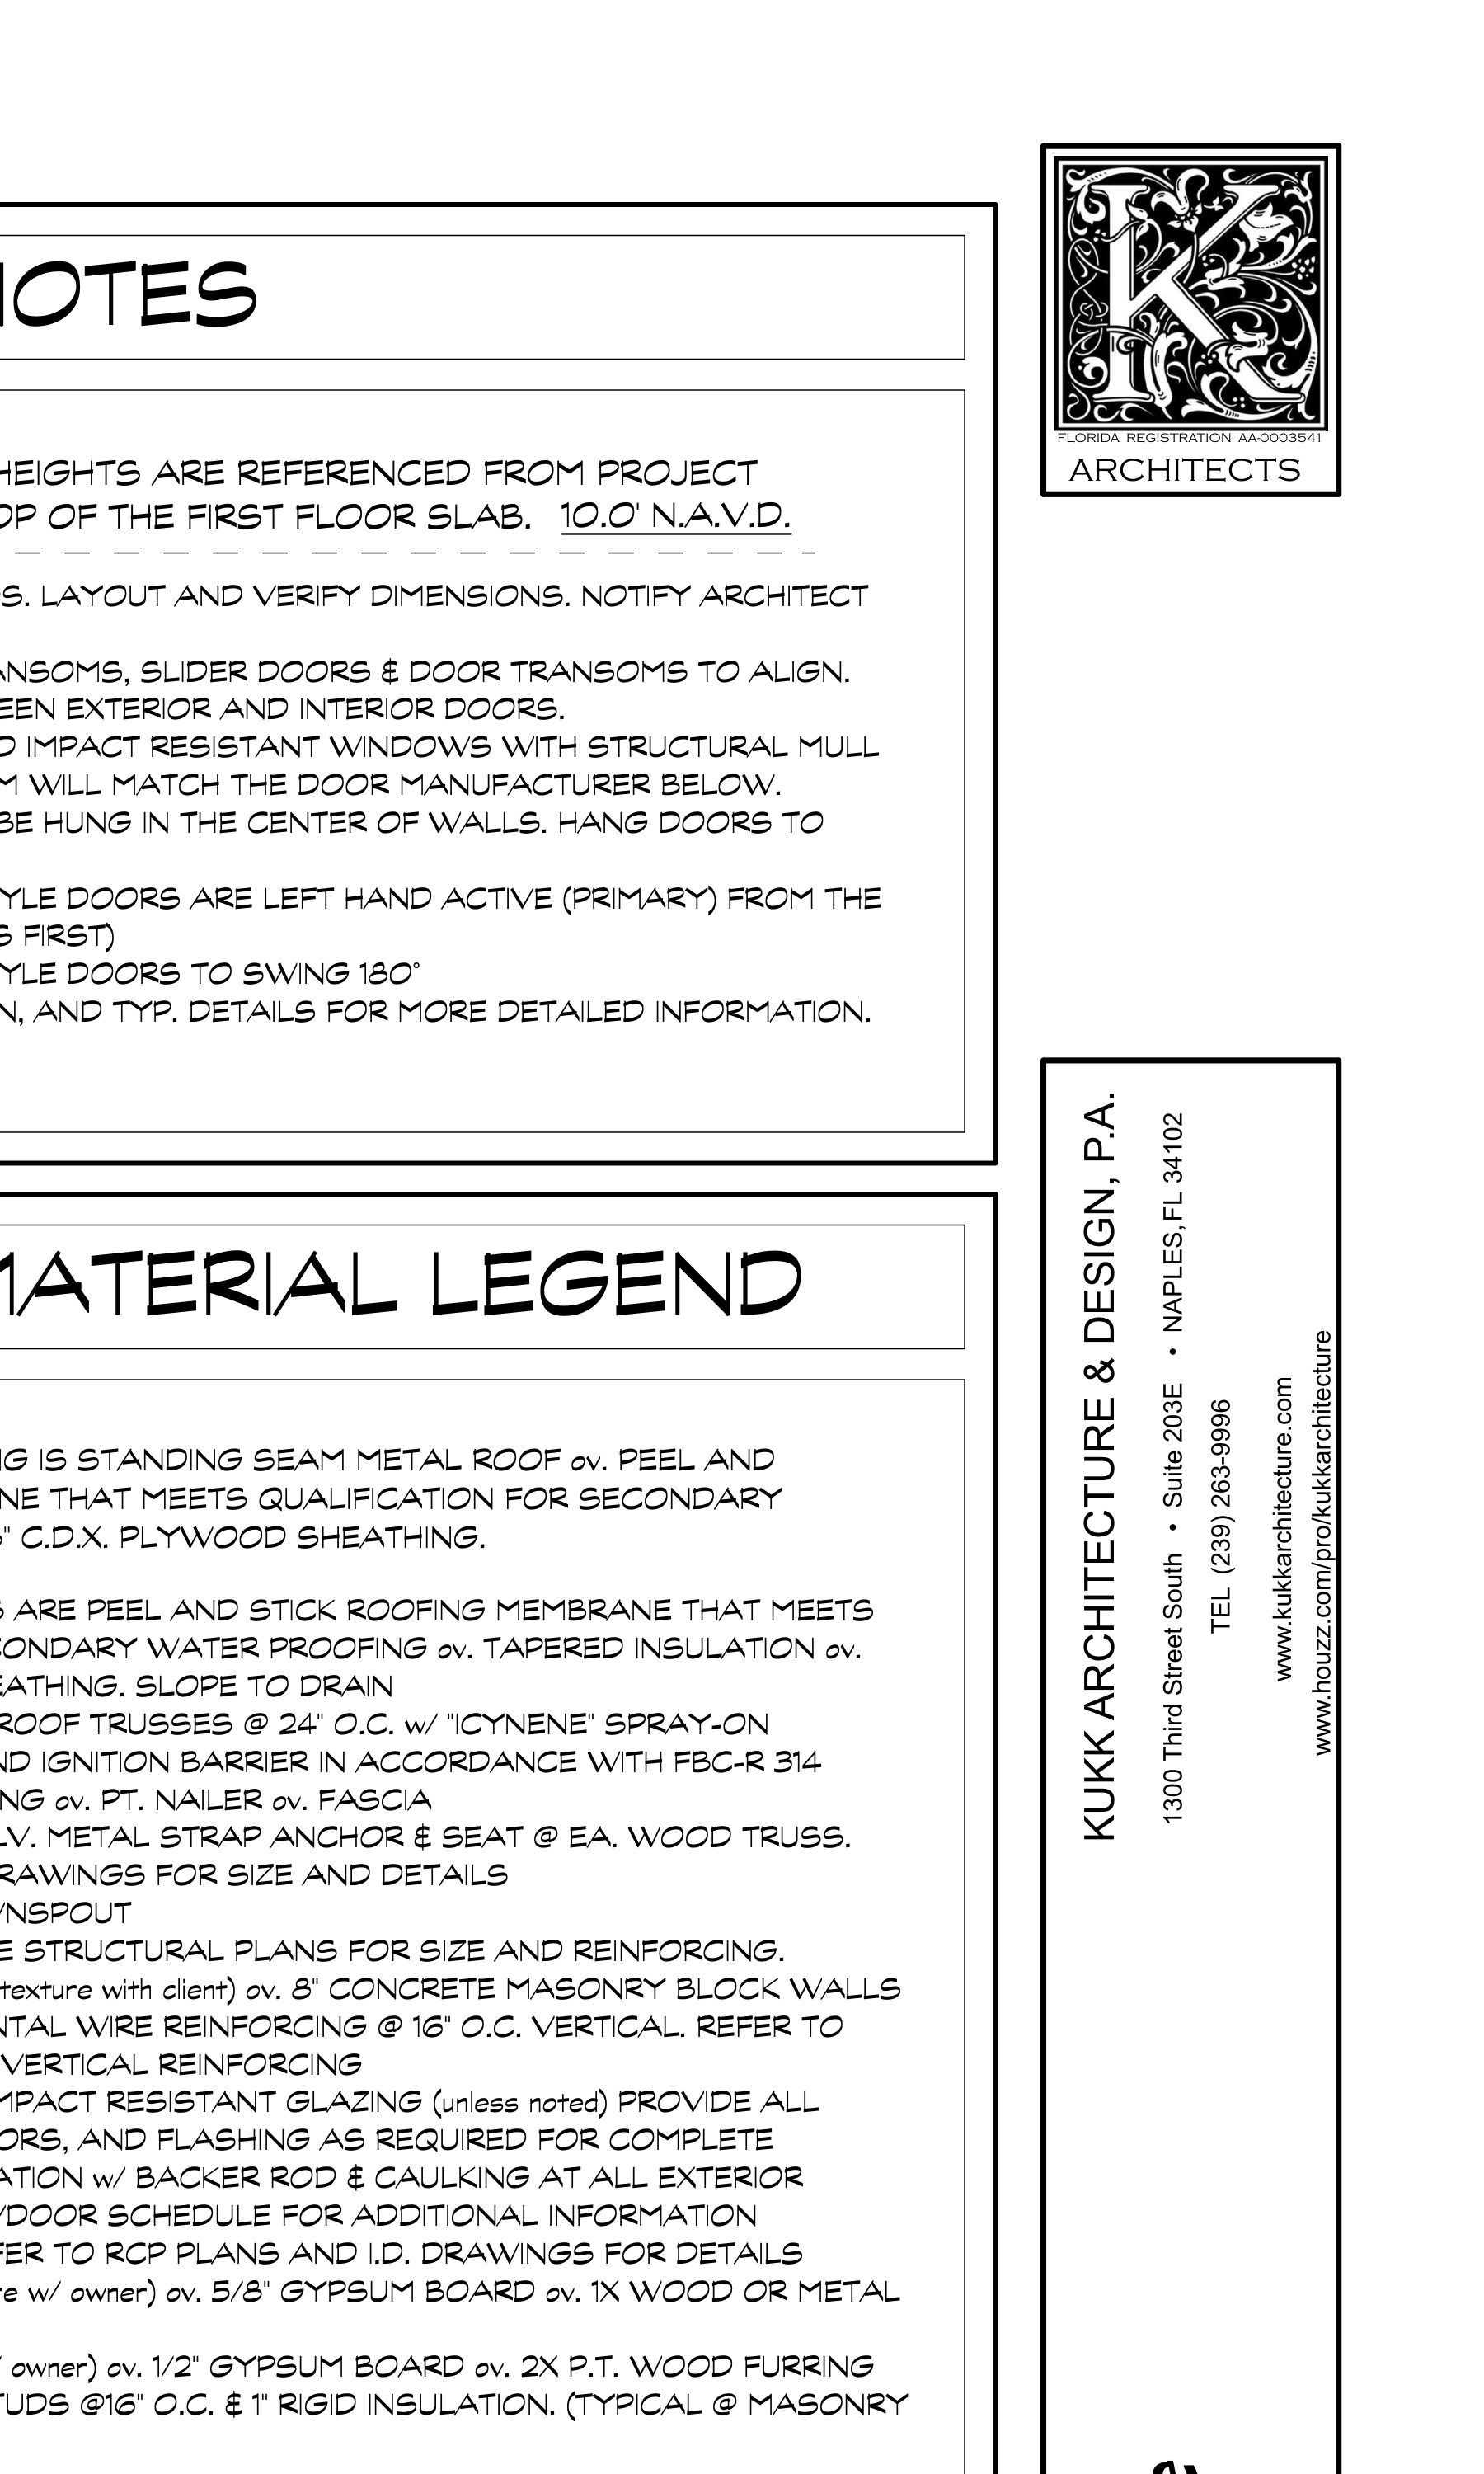 NOTES
HEIGHTS ARE REFERENCED FROM PROJECT
OP OF THE FIRST FLOOR SLAB. 10.0' N.A.V.D.
S. LAYOUT AND VERIFY DIMENSIONS. NOTIFY ARCHITECT
ANSOMS, SLIDER DOORS & DOOR TRANSOMS TO ALIGN.
EEN EXTERIOR AND INTERIOR DOORS.
D IMPACT RESISTANT WINDOWS WITH STRUCTURAL MULL
M WILL MATCH THE DOOR MANUFACTURER BELOW.
BE HUNG IN THE CENTER OF WALLS. HANG DOORS TO
YLE DOORS ARE LEFT HAND ACTIVE (PRIMARY) FROM THE
S FIRST)
YLE DOORS TO SWING 180°
N, AND TYP. DETAILS FOR MORE DETAILED INFORMATION.
MATERIAL LEGEND
NG IS STANDING SEAM METAL ROOF ov. PEEL AND
NE THAT MEETS QUALIFICATION FOR SECONDARY
" C.D.X. PLYWOOD SHEATHING.
S ARE PEEL AND STICK ROOFING MEMBRANE THAT MEETS
CONDARY WATER PROOFING ov. TAPERED INSULATION ov.
EATHING. SLOPE TO DRAIN
ROOF TRUSSES @ 24" O.C. w/ "ICYNENE" SPRAY-ON
ND IGNITION BARRIER IN ACCORDANCE WITH FBC-R 314
NG ov. PT. NAILER ov. FASCIA
LV. METAL STRAP ANCHOR & SEAT @ EA. WOOD TRUSS.
RAWINGS FOR SIZE AND DETAILS
WNSPOUT
E STRUCTURAL PLANS FOR SIZE AND REINFORCING.
texture with client) ov. 8" CONCRETE MASONRY BLOCK WALLS
NTAL WIRE REINFORCING @ 16" O.C. VERTICAL. REFER TO
VERTICAL REINFORCING
MPACT RESISTANT GLAZING (unless noted) PROVIDE ALL
ORS, AND FLASHING AS REQUIRED FOR COMPLETE
ATION w/ BACKER ROD & CAULKING AT ALL EXTERIOR
/DOOR SCHEDULE FOR ADDITIONAL INFORMATION
FER TO RCP PLANS AND I.D. DRAWINGS FOR DETAILS
re w/ owner) ov. 5/8" GYPSUM BOARD ov. 1X WOOD OR METAL
/ owner) ov. 1/2" GYPSUM BOARD ov. 2X P.T. WOOD FURRING
TUDS @16" O.C. & 1" RIGID INSULATION. (TYPICAL @ MASONRY
K
FLORIDA REGISTRATION AA-0003541
ARCHITECTS
KUKK ARCHITECTURE & DESIGN, P.A.
1300 Third Street South • Suite 203E • NAPLES, FL 34102
TEL (239) 263-9996
www.kukkarchitecture.com
www.houzz.com/pro/kukkarchitecture